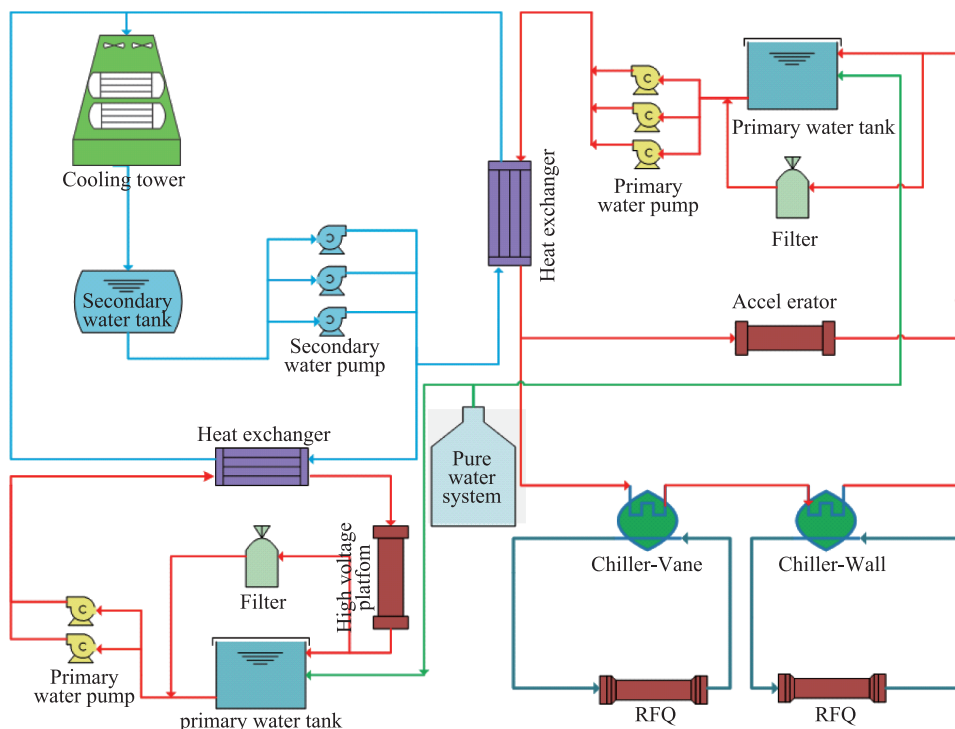 Primary water tank
Cooling tower
Primary
water pump
Filter
Heat exchanger
Secondary
water tank
Accel erator
Secondary
water pump
Heat exchanger
Pure
water
system
High voltage
platfom
Chiller-Vane
Chiller-Wall
Filter
C
C
C
C
C
C
C
C
Primary
water pump
primary water tank
RFQ
RFQ